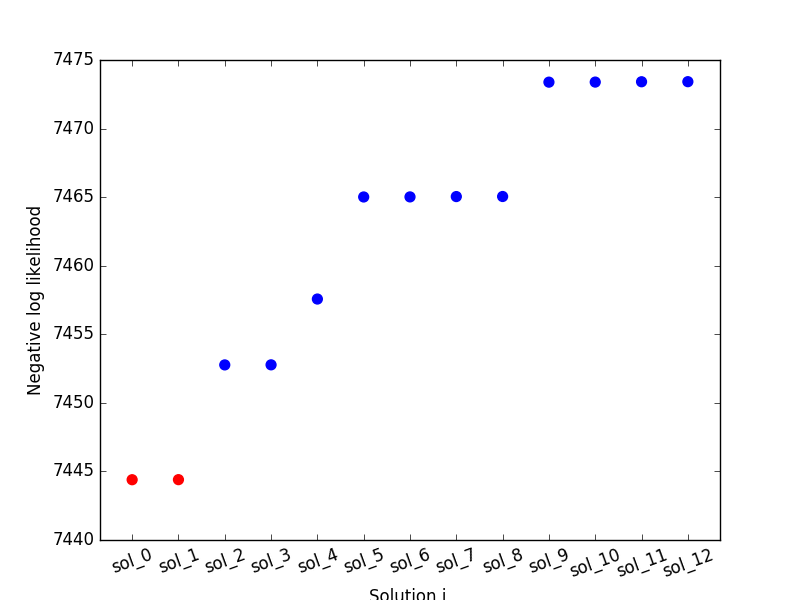 7475
7470
7465
7460
7455
7450
7445
7440
Negative log likelihood
sol_0 sol_1 sol_2 sol_3 sol_4 sol_5 sol_6 sol_7 sol_8 sol_9 sol_10 sol_11 sol_12
Solution i